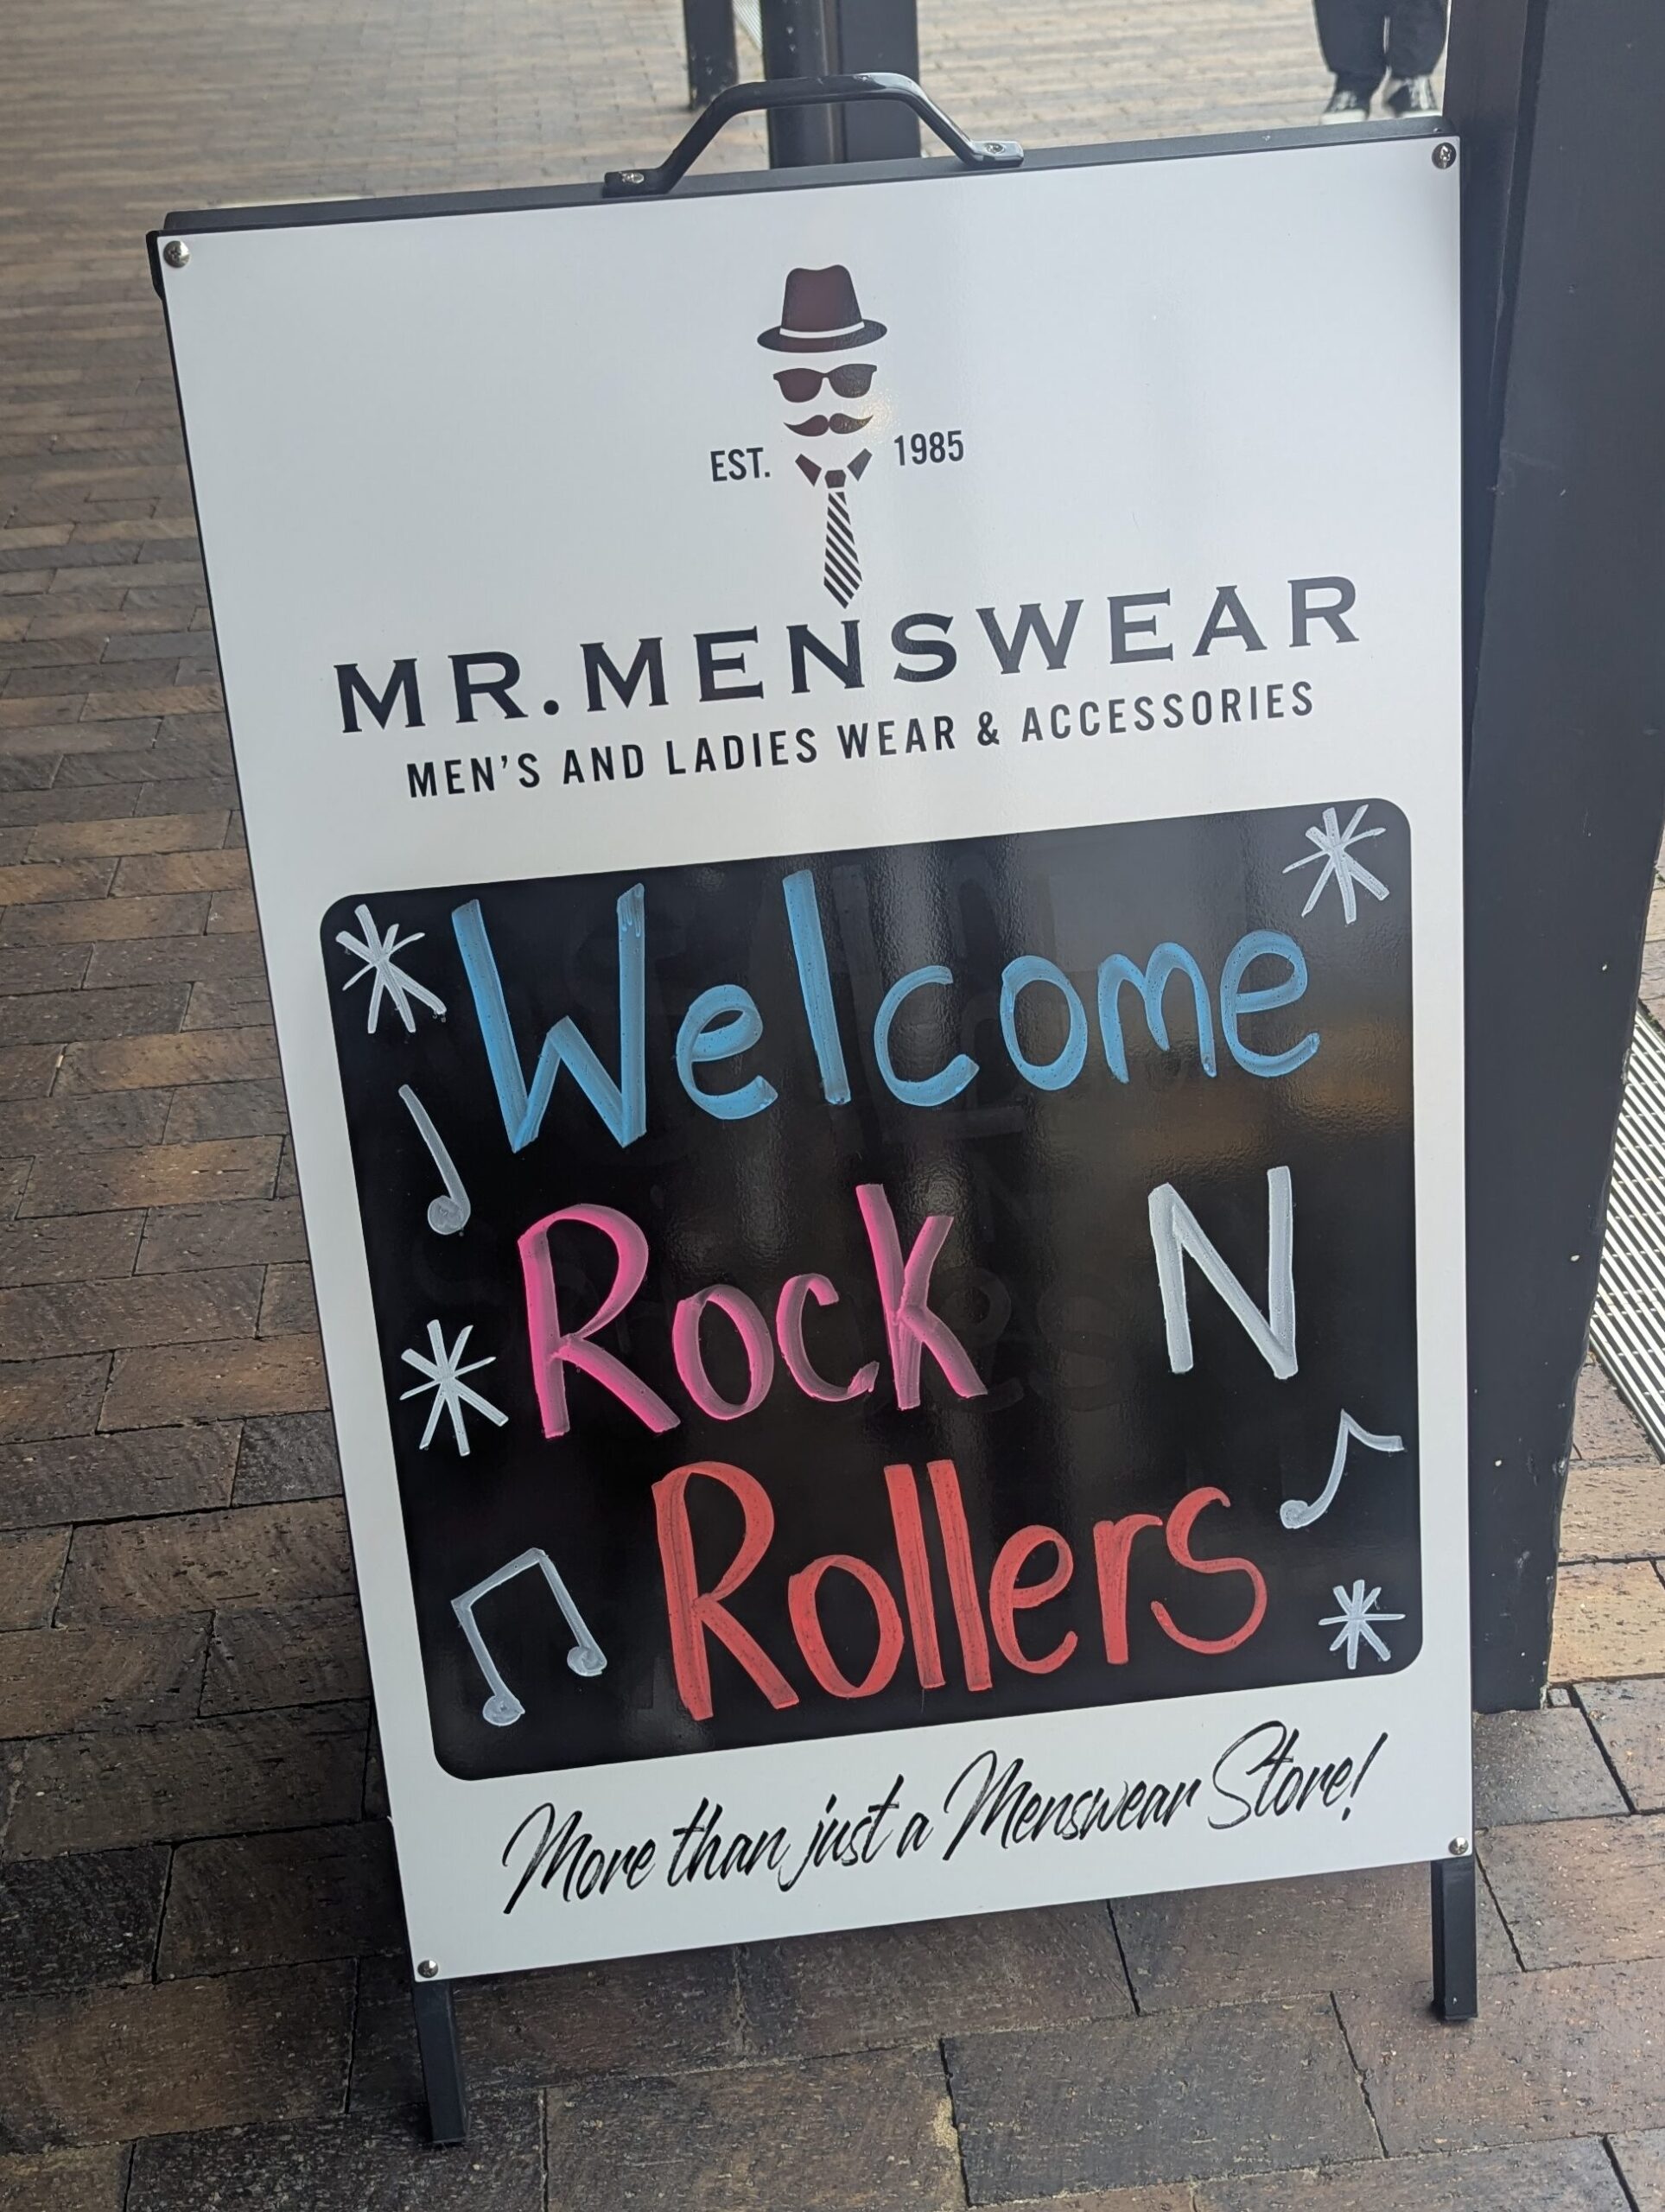 EST. 1985
MR.MENSWEAR
MEN'S AND LADIES WEAR & ACCESSORIES
Welcome
Rock N
Rollers
More than just a Menswear Store!